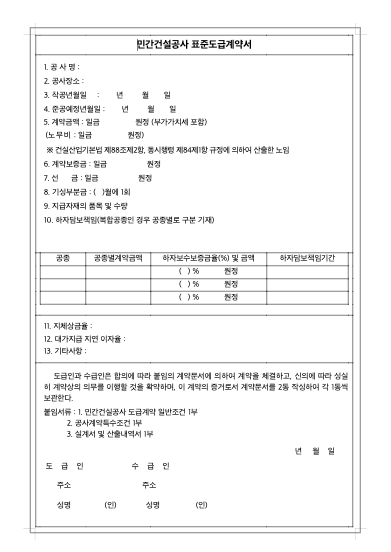 민간건설공사 표준도급계약서
1. 공 사 명 :
2. 공사장소 :
3. 착공년월일 : 년 월 일
4. 준공예정년월일 : 년 월 일
5. 계약금액 : 일금 원정 (부가가치세 포함)
(노무비 : 일금 원정)
※ 건설산업기본법 제88조제2항, 동시행령 제84제1항 규정에 의하여 산출한 노임
6. 계약보증금 : 일금 원정
7. 선 금 : 일금 원정
8. 기성부분금 : ( )월에 1회
9. 지급자재의 품목 및 수량
10. 하자담보책임(복합공종인 경우 공종별로 구분 기재)
공종 공종별계약금액 하자보수보증금율(%) 및 금액 하자담보책임기간
( ) % 원정
( ) % 원정
( ) % 원정
11. 지체상금율 :
12. 대가지급 지연 이자율 :
13. 기타사항 :
도급인과 수급인은 합의에 따라 붙임의 계약문서에 의하여 계약을 체결하고, 신의에 따라 성실
히 계약상의 의무를 이행할 것을 확약하며, 이 계약의 증거로서 계약문서를 2통 작성하여 각 1통씩
보관한다.
붙임서류 : 1. 민간건설공사 도급계약 일반조건 1부
2. 공사계약특수조건 1부
3. 설계서 및 산출내역서 1부
년 월 일
도 급 인 수 급 인
주소 주소
성명 (인) 성명 (인)